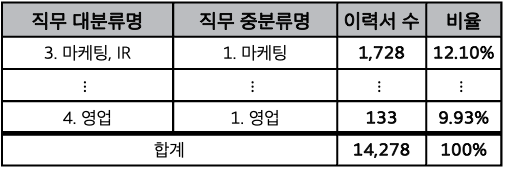 직무 대분류명 직무 중분류명 이력서 수 비율
3. 마케팅, IR 1. 마케팅 1,728 12.10%
⋮ ⋮ ⋮ ⋮
4. 영업 1. 영업 133 9.93%
합계 14,278 100%